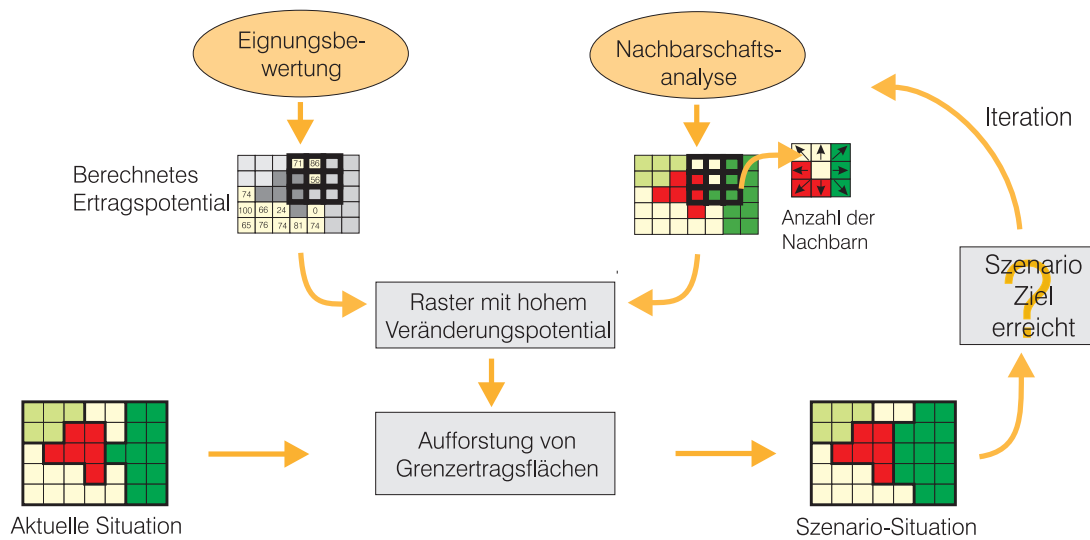 Eignungsbe-
wertung
Nachbarschafts-
analyse
Iteration
Berechnetes
Ertragspotential
71 86
56
74
100 66 24 0
65 76 74 81 74
Anzahl der
Nachbarn
Szenario
Ziel
erreicht
?
Raster mit hohem
Veränderungspotential
Aufforstung von
Grenzertragsflächen
Aktuelle Situation
Szenario-Situation